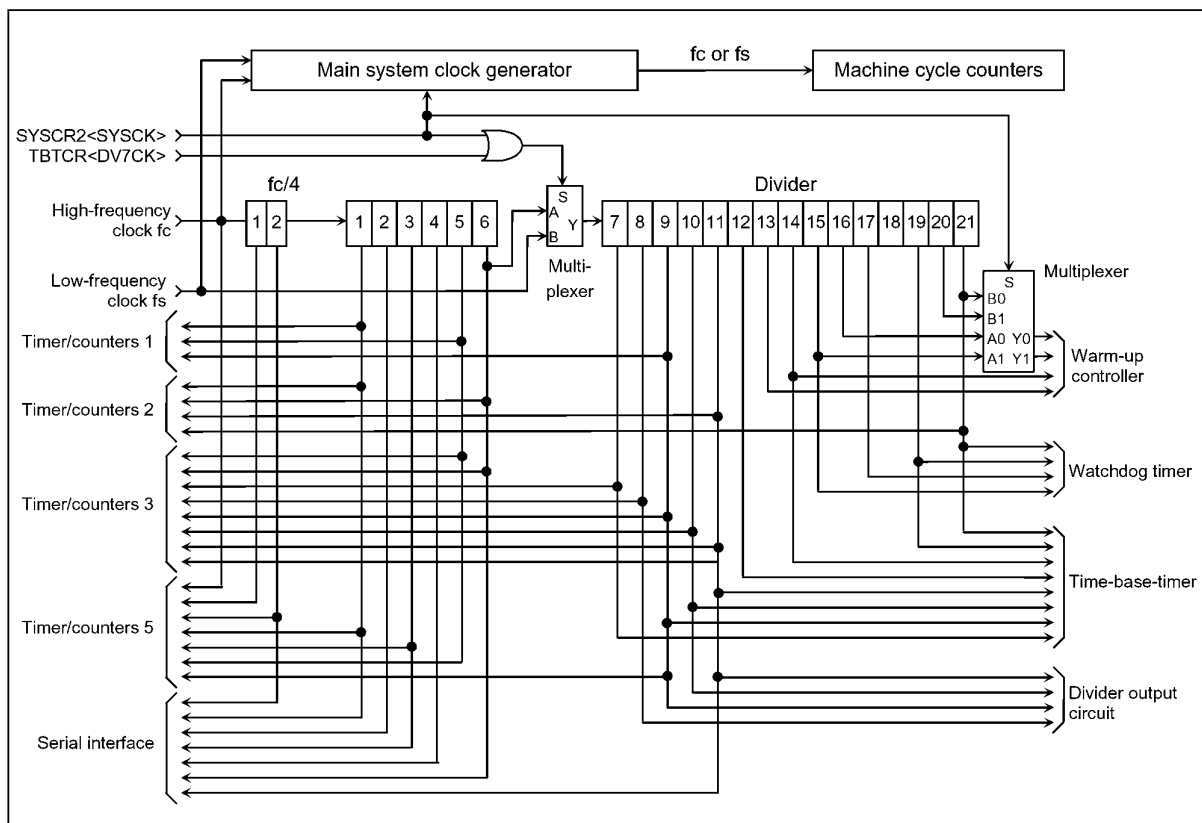 fc or fs
Main system clock generator
Machine cycle counters
SYSCR2<SYSCK>
TBTCR<DV7CK>
fc/4
Divider
High-frequency
clock fc
1 2
1 2 3 4 5 6
S
A
B
Y
7 8 9 10 11 12 13 14 15 16 17 18 19 20 21
Multi-
plexer
Low-frequency
clock fs
Multiplexer
S
B0
B1
A0 Y0
A1 Y1
Timer/counters 1
Warm-up
controller
Timer/counters 2
Watchdog timer
Timer/counters 3
Time-base-timer
Timer/counters 5
Divider output
circuit
Serial interface